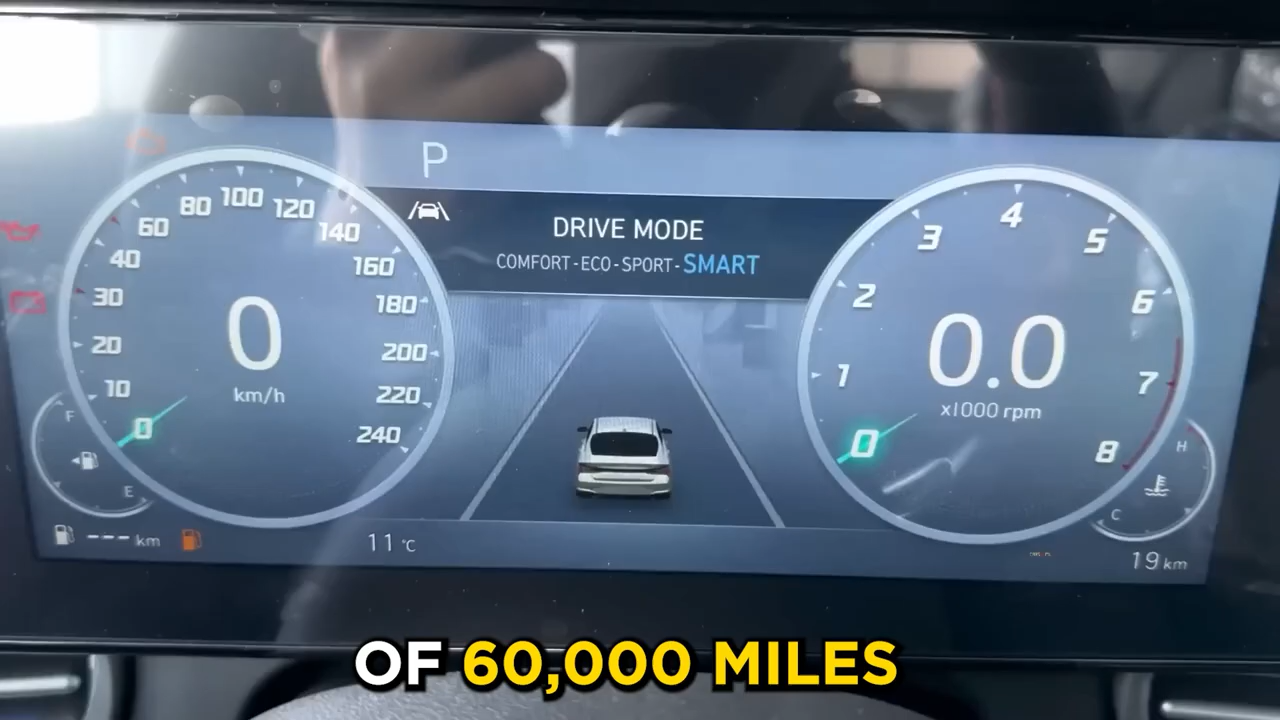 P
DRIVE MODE
COMFORT - ECO - SPORT - SMART
0
10
20
30
40
60
80
100
120
140
160
180
200
220
240
0
km/h
F
E
0
1
2
3
4
5
6
7
8
0.0
x1000 rpm
H
C
--- km
11 °C
19 km
OF 60,000 MILES